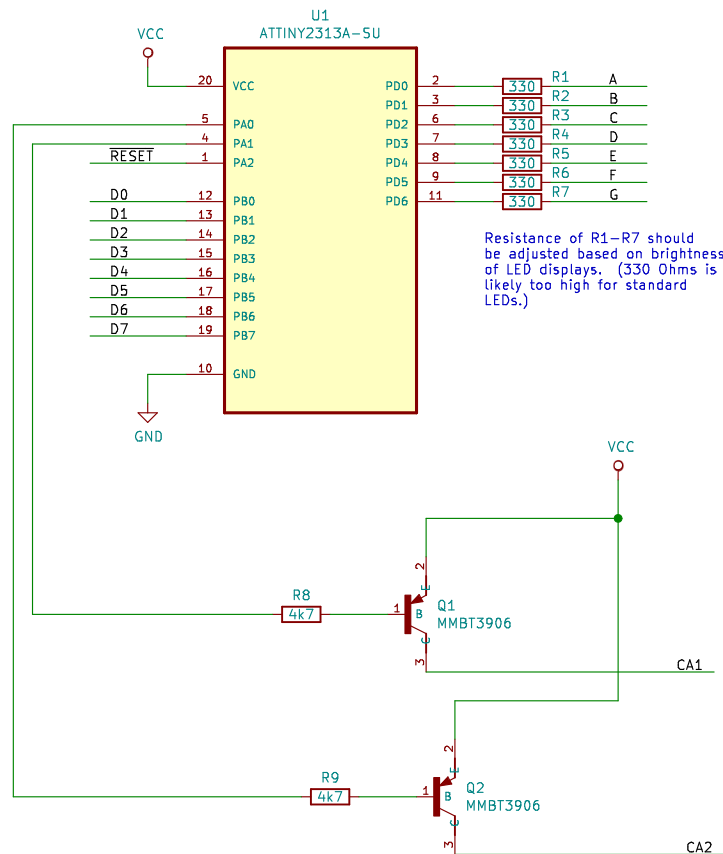 U1
ATTINY2313A-SU
VCC
20 VCC PD0 2 330 R1 A
PD1 3 330 R2 B
5 PA0 PD2 6 330 R3 C
4 PA1 PD3 7 330 R4 D
RESET 1 PA2 PD4 8 330 R5 E
PD5 9 330 R6 F
D0 12 PB0 PD6 11 330 R7 G
D1 13 PB1
D2 14 PB2
D3 15 PB3
D4 16 PB4
D5 17 PB5
D6 18 PB6
D7 19 PB7
10 GND
GND
Resistance of R1-R7 should
be adjusted based on brightness
of LED displays. (330 Ohms is
likely too high for standard
LEDs.)
VCC
2
E
R8
4k7
1 B
Q1
MMBT3906
C
3
CA1
2
E
R9
4k7
1 B
Q2
MMBT3906
C
3
CA2